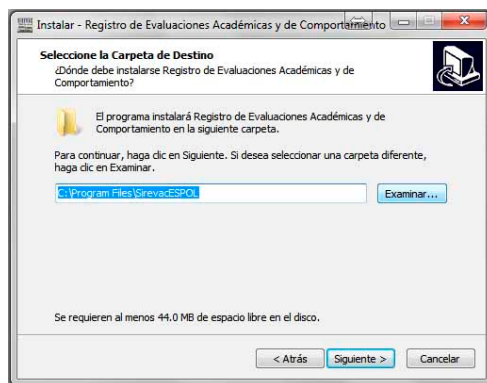 Instalar - Registro de Evaluaciones Académicas y de Comportamiento
Seleccione la Carpeta de Destino
¿Dónde debe instalarse Registro de Evaluaciones Académicas y de
Comportamiento?
El programa instalará Registro de Evaluaciones Académicas y de
Comportamiento en la siguiente carpeta.
Para continuar, haga clic en Siguiente. Si desea seleccionar una carpeta diferente,
haga clic en Examinar.
C:\Program Files\SirevacESPOL
Examinar...
Se requieren al menos 44.0 MB de espacio libre en el disco.
< Atrás
Siguiente >
Cancelar